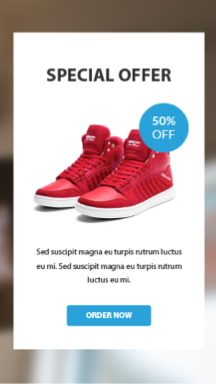 SPECIAL OFFER
50%
OFF
Sed suscipit magna eu turpis rutrum luctus
eu mi. Sed suscipit magna eu turpis rutrum
luctus eu mi.
ORDER NOW